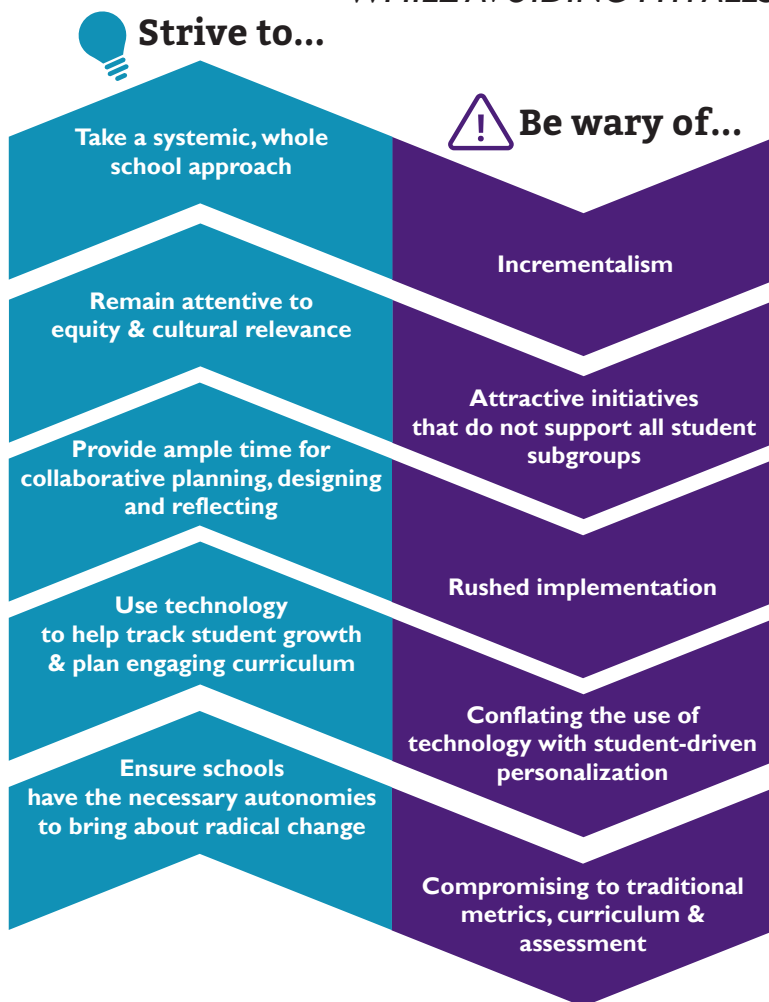 WHILE AVOIDING PITFALLS
Strive to...
Take a systemic, whole
school approach
Remain attentive to
equity & cultural relevance
Provide ample time for
collaborative planning, designing
and reflecting
Use technology
to help track student growth
& plan engaging curriculum
Ensure schools
have the necessary autonomies
to bring about radical change
! Be wary of...
Incrementalism
Attractive initiatives
that do not support all student
subgroups
Rushed implementation
Conflating the use of
technology with student-driven
personalization
Compromising to traditional
metrics, curriculum &
assessment